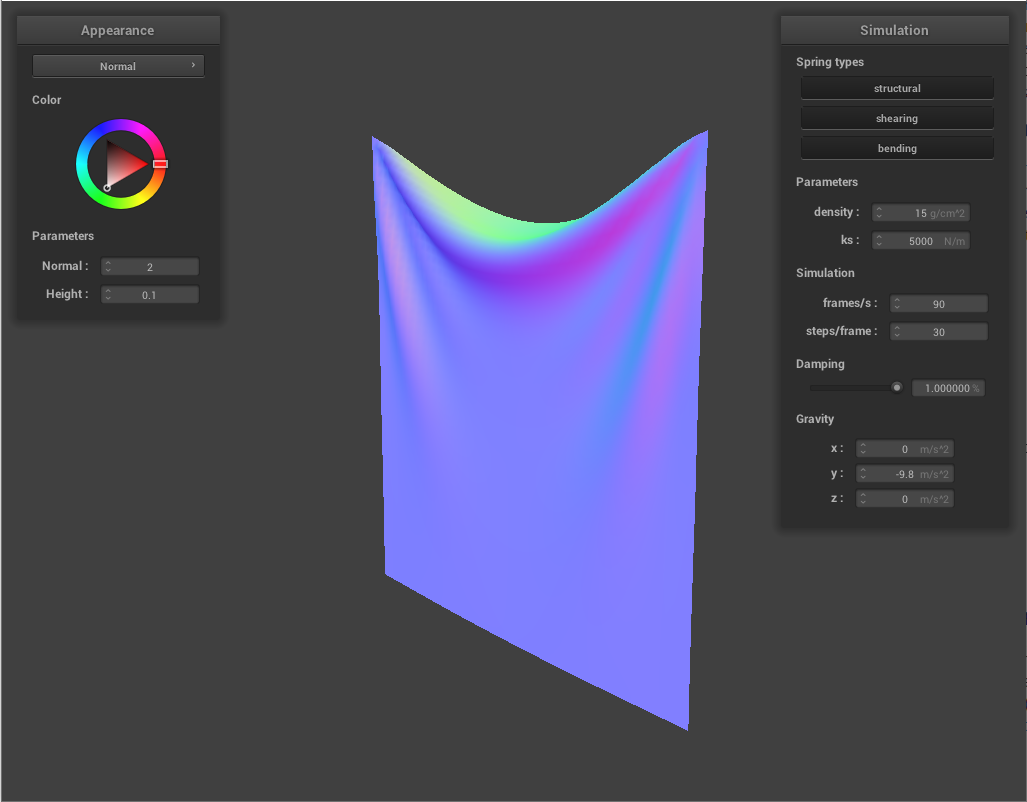 Appearance
Normal
Color
Parameters
Normal : 2
Height : 0.1
Simulation
Spring types
structural
shearing
bending
Parameters
density : 15 g/cm^2
ks : 5000 N/m
Simulation
frames/s : 90
steps/frame : 30
Damping
1.000000 %
Gravity
x : 0 m/s^2
y : -9.8 m/s^2
z : 0 m/s^2